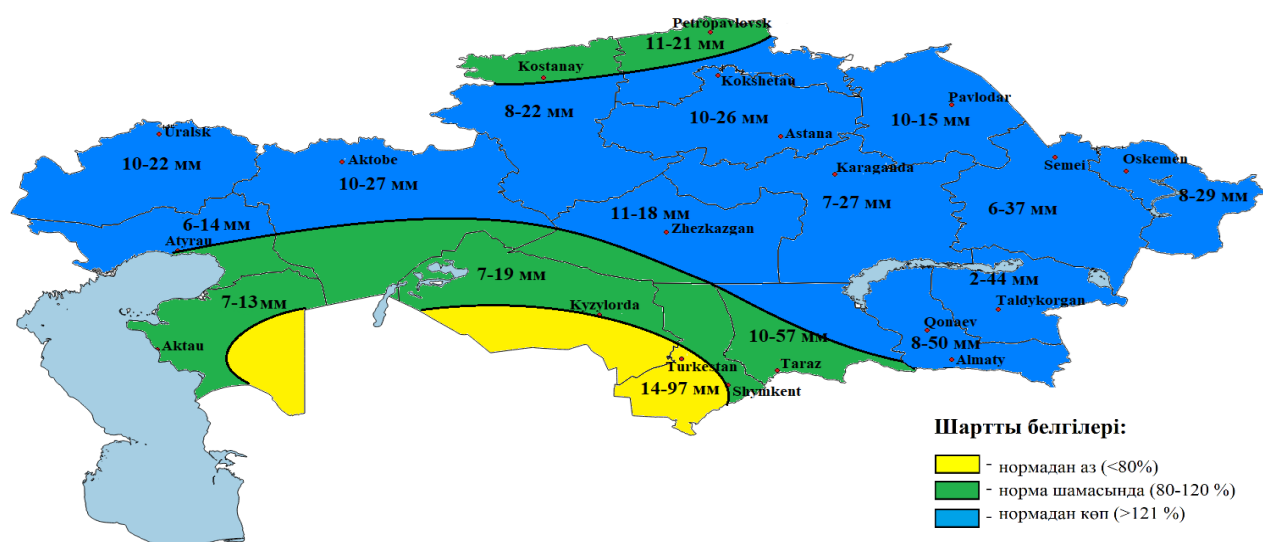 Petropavlovsk
11-21 мм
Kostanay
Kokshetau
8-22 мм
Pavlodar
10-26 мм
10-15 мм
Astana
Uralsk
Aktobe
10-22 мм
10-27 мм
Karaganda
Semei
Oskemen
7-27 мм
6-37 мм
8-29 мм
6-14 мм
11-18 мм
Atyrau
Zhezkazgan
7-19 мм
2-44 мм
7-13мм
Kyzylorda
Taldykorgan
Qonaev
10-57 мм
8-50 мм
Aktau
Turkestan
Taraz
Almaty
14-97 мм
Shymkent
Шартты белгілері:
- нормадан аз (<80%)
- норма шамасында (80-120 %)
- нормадан көп (>121 %)